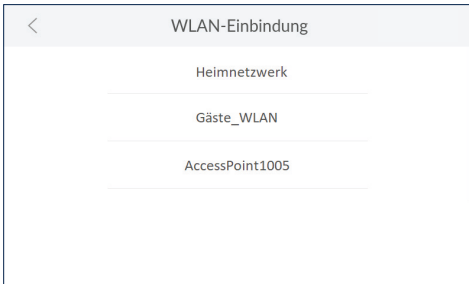 WLAN-Einbindung
Heimnetzwerk
Gäste_WLAN
AccessPoint1005